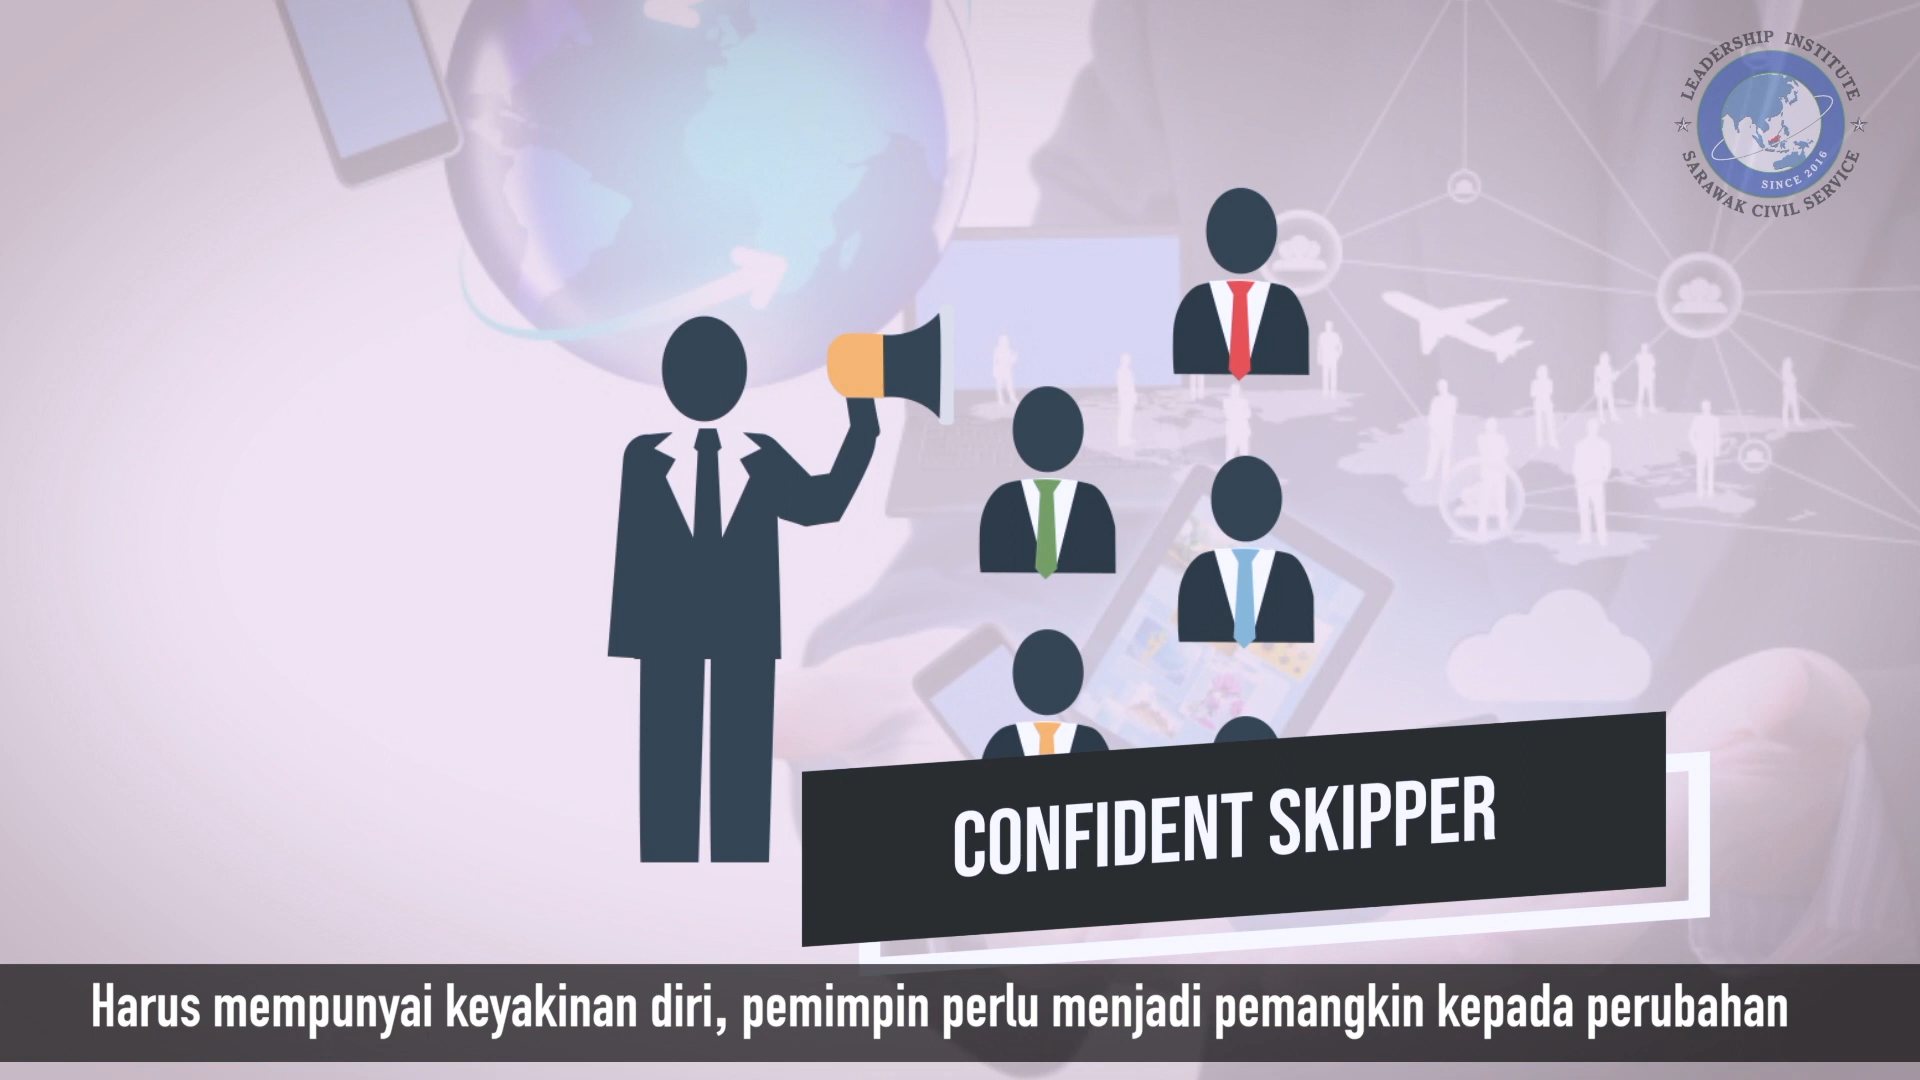 LEADERSHIP INSTITUTE
SARAWAK CIVIL SERVICE
SINCE 2016
CONFIDENT SKIPPER
Harus mempunyai keyakinan diri, pemimpin perlu menjadi pemangkin kepada perubahan